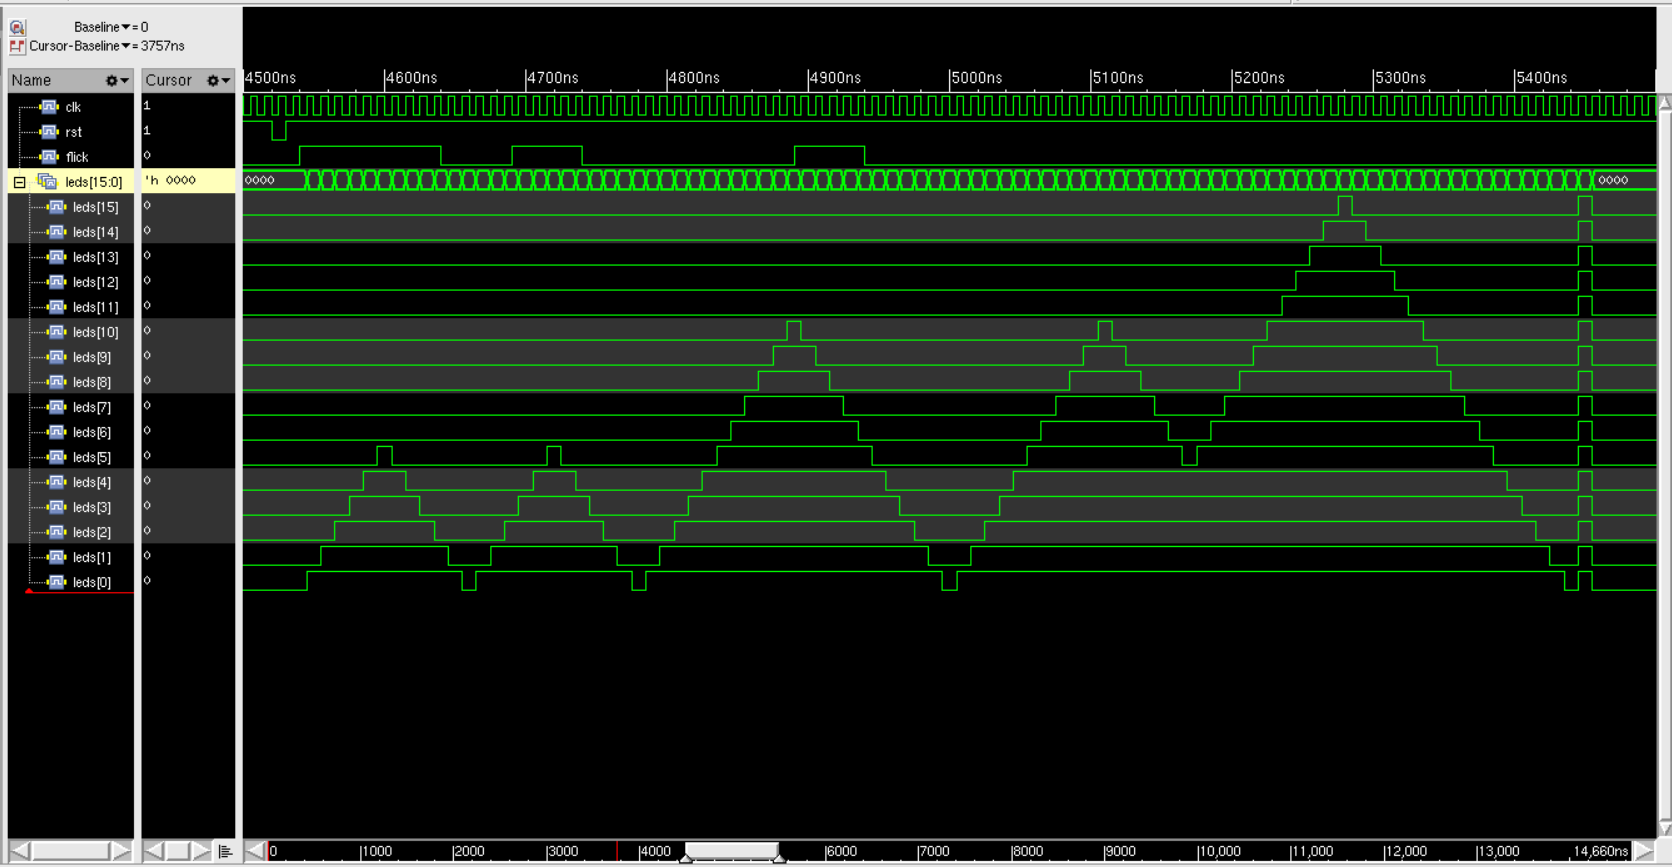 Baseline▼= 0
Cursor-Baseline▼= 3757ns
Name Cursor 4500ns 4600ns 4700ns 4800ns 4900ns 5000ns 5100ns 5200ns 5300ns 5400ns
clk 1
rst 1
flick 0
leds[15:0] 'h 0000 0000 0000
leds[15] 0
leds[14] 0
leds[13] 0
leds[12] 0
leds[11] 0
leds[10] 0
leds[9] 0
leds[8] 0
leds[7] 0
leds[6] 0
leds[5] 0
leds[4] 0
leds[3] 0
leds[2] 0
leds[1] 0
leds[0] 0
0 1000 2000 3000 4000 6000 7000 8000 9000 10,000 11,000 12,000 13,000 14,660ns